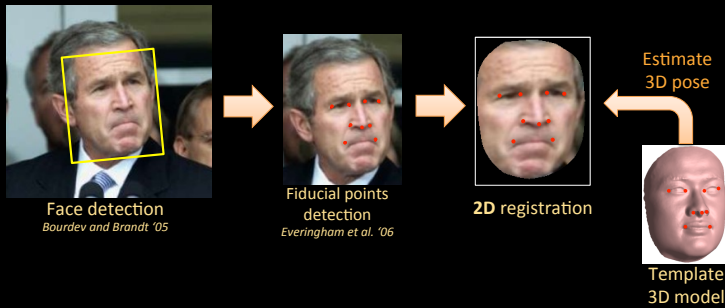 Face detection
Bourdev and Brandt ‘05
Fiducial points
detection
Everingham et al. ‘06
2D registration
Estimate
3D pose
Template
3D model